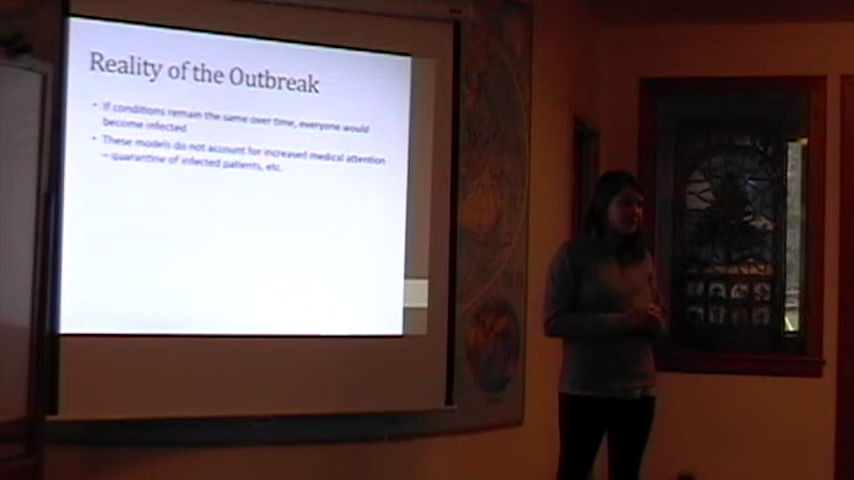 Reality of the Outbreak
• If conditions remain the same over time, everyone would
become infected
• These models do not account for increased medical attention
– quarantine of infected patients, etc.